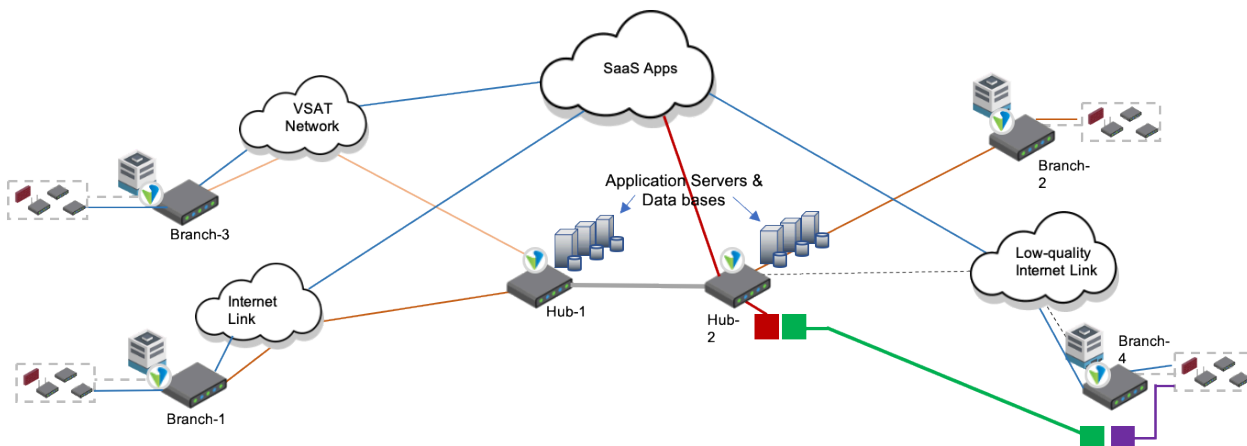 SaaS Apps
VSAT
Network
Branch-
2
Application Servers &
Data bases
Branch-3
Low-quality
Internet Link
Internet
Link
Hub-1
Hub-
2
Branch-
4
Branch-1